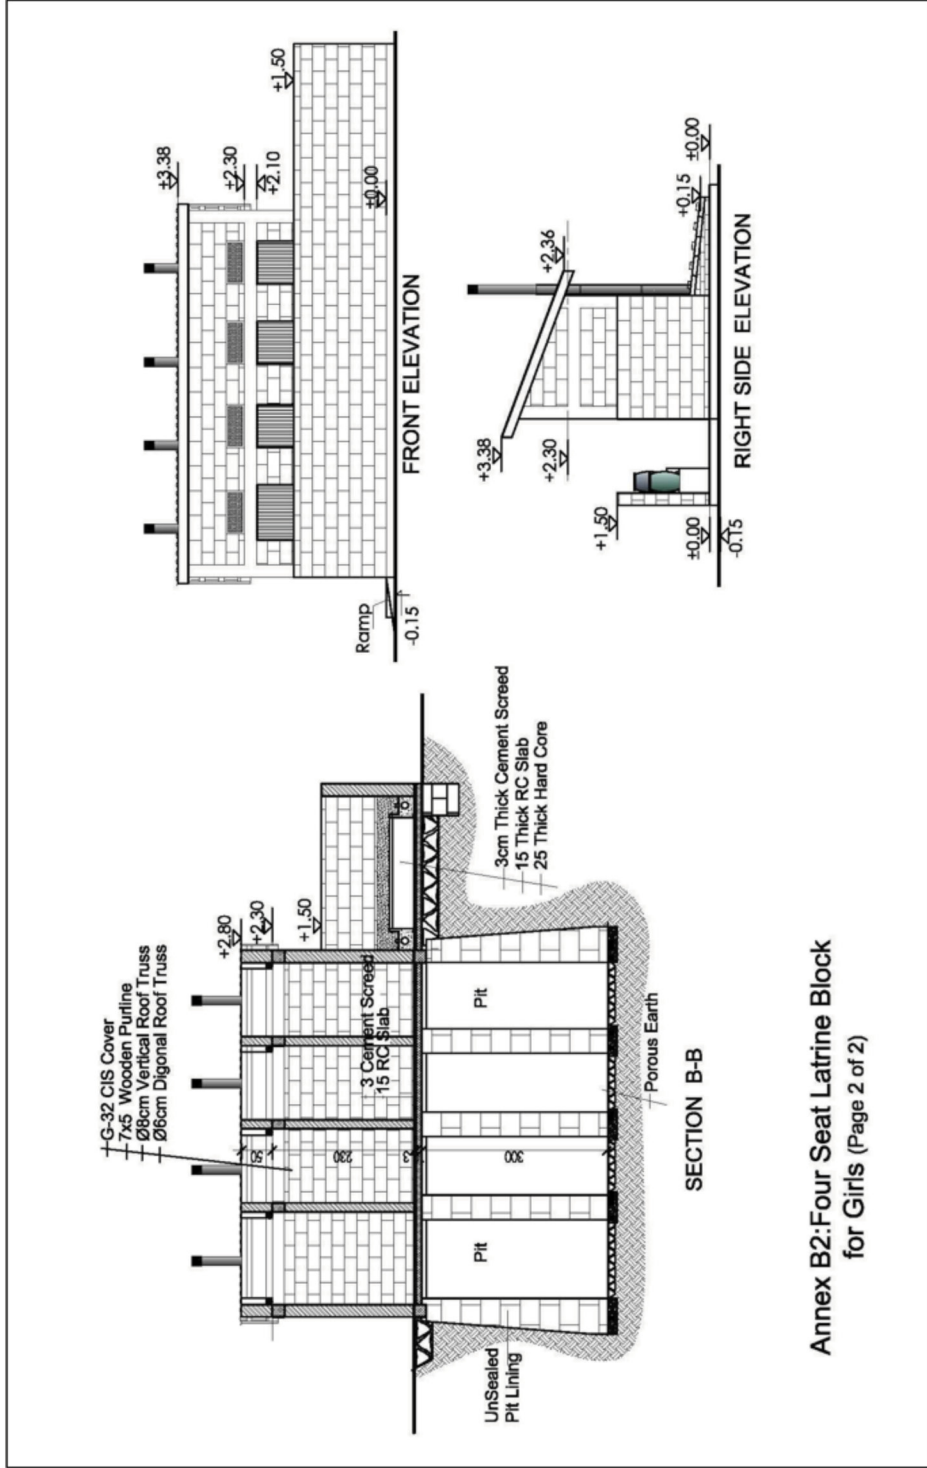 G-32 CIS Cover
7x5 Wooden Purline
Ø8cm Vertical Roof Truss
Ø6cm Digonal Roof Truss
+2.80
+2.30
+1.50
50
230
3
300
3 Cement Screed
15 RC Slab
Pit
Pit
UnSealed
Pit Lining
3cm Thick Cement Screed
15 Thick RC Slab
25 Thick Hard Core
Porous Earth
SECTION B-B
+3.38
+2.30
+2.10
+1.50
±0.00
Ramp
-0.15
FRONT ELEVATION
+3.38
+2.30
+1.50
±0.00
-0.15
+2.36
+0.15
±0.00
RIGHT SIDE ELEVATION
Annex B2:Four Seat Latrine Block
for Girls (Page 2 of 2)